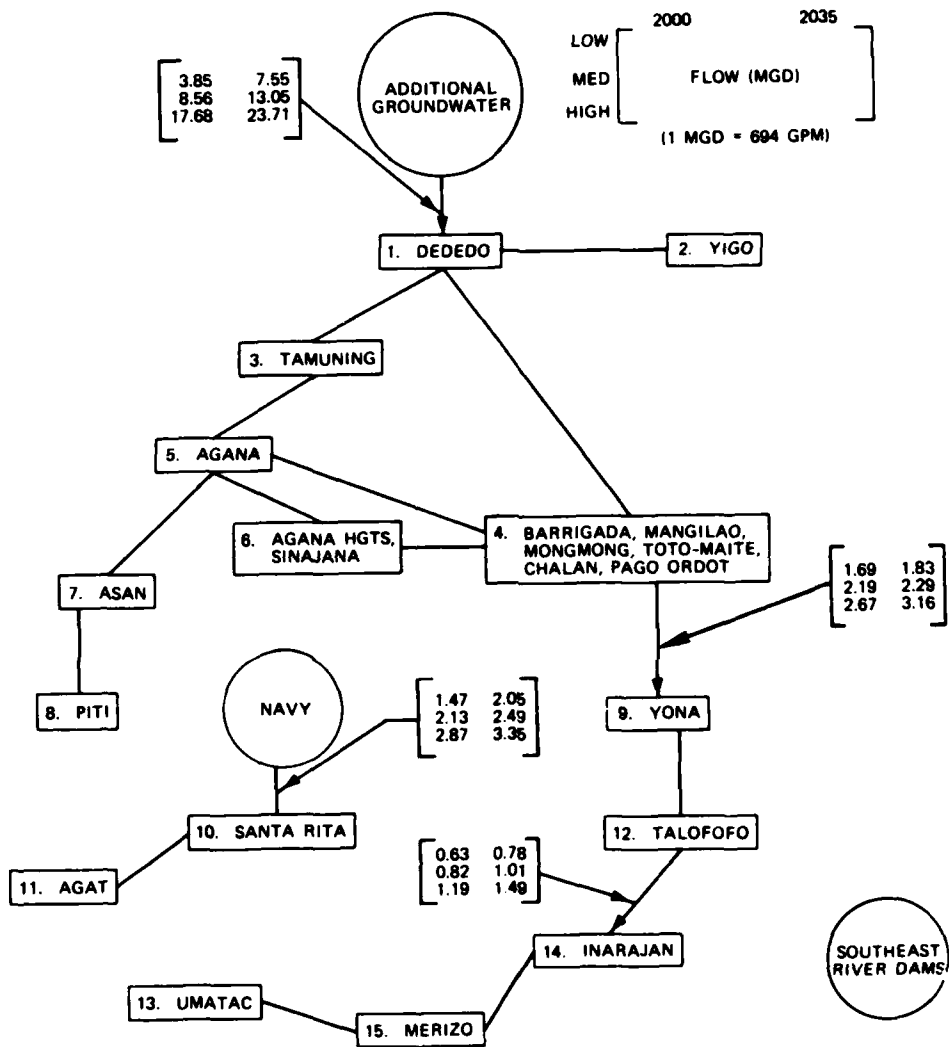 2000 2035
LOW
MED FLOW (MGD)
HIGH
(1 MGD = 694 GPM)
3.85 7.55
8.56 13.05
17.68 23.71
ADDITIONAL
GROUNDWATER
1. DEDEDO
2. YIGO
3. TAMUNING
5. AGANA
6. AGANA HGTS,
SINAJANA
4. BARRIGADA, MANGILAO,
MONGMONG, TOTO-MAITE,
CHALAN, PAGO ORDOT
7. ASAN
1.69 1.83
2.19 2.29
2.67 3.16
8. PITI
NAVY
1.47 2.05
2.13 2.49
2.87 3.35
9. YONA
10. SANTA RITA
12. TALOFOFO
11. AGAT
0.63 0.78
0.82 1.01
1.19 1.49
14. INARAJAN
SOUTHEAST
RIVER DAMS
13. UMATAC
15. MERIZO